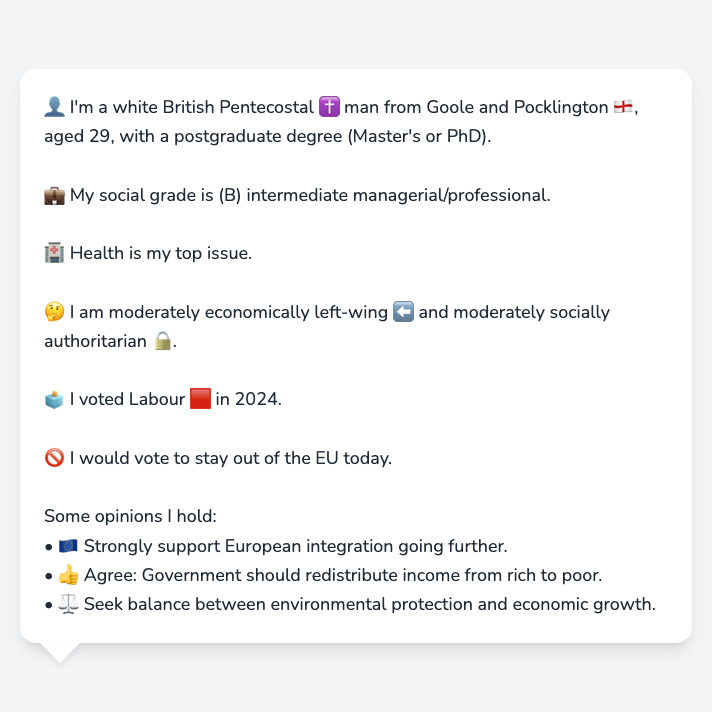 👤 I'm a white British Pentecostal ✝️ man from Goole and Pocklington 🏴󠁧󠁢󠁥󠁮󠁧󠁿,
aged 29, with a postgraduate degree (Master's or PhD).
💼 My social grade is (B) intermediate managerial/professional.
🏥 Health is my top issue.
🤔 I am moderately economically left-wing ⬅️ and moderately socially
authoritarian 🔒.
🗳️ I voted Labour 🟥 in 2024.
🚫 I would vote to stay out of the EU today.
Some opinions I hold:
• 🇪🇺 Strongly support European integration going further.
• 👍 Agree: Government should redistribute income from rich to poor.
• ⚖️ Seek balance between environmental protection and economic growth.